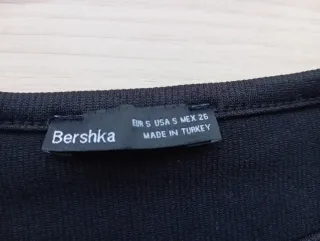 Bershka
EUR S USA S MEX 26
MADE IN TURKEY